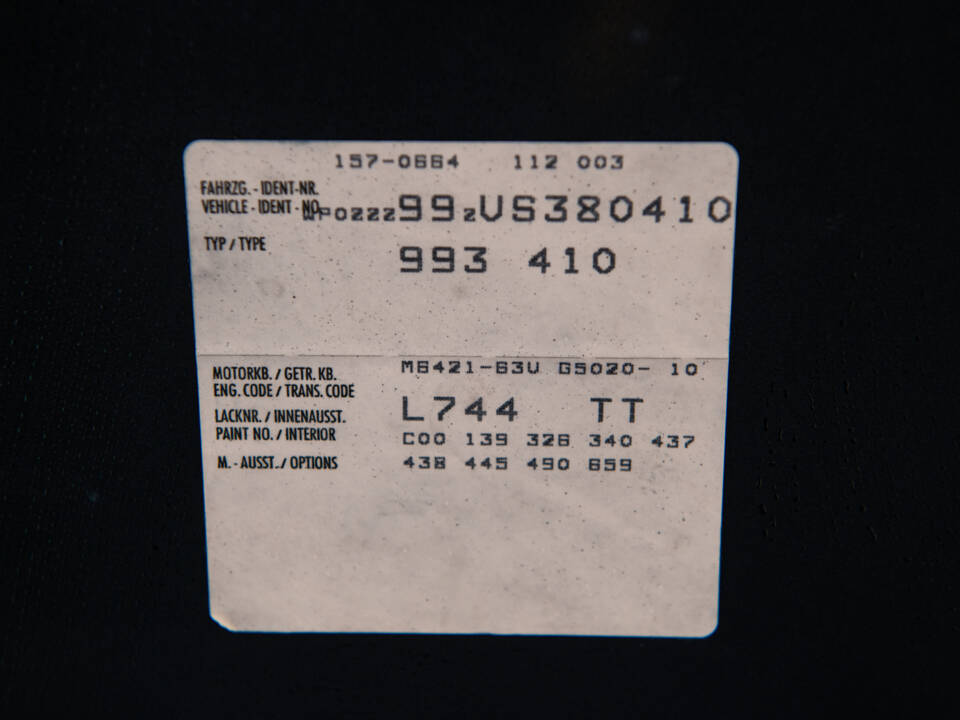 157-0664 112 003
FAHRZG. - IDENT-NR.
VEHICLE - IDENT - NO. WP0ZZZ99ZVS380410
TYP / TYPE 993 410
MOTORKB. / GETR. KB. M6421-63V G5020- 10
ENG. CODE / TRANS. CODE
LACKNR. / INNENAUSST. L744 TT
PAINT NO. / INTERIOR C00 139 326 340 437
M. - AUSST. / OPTIONS 438 445 490 659